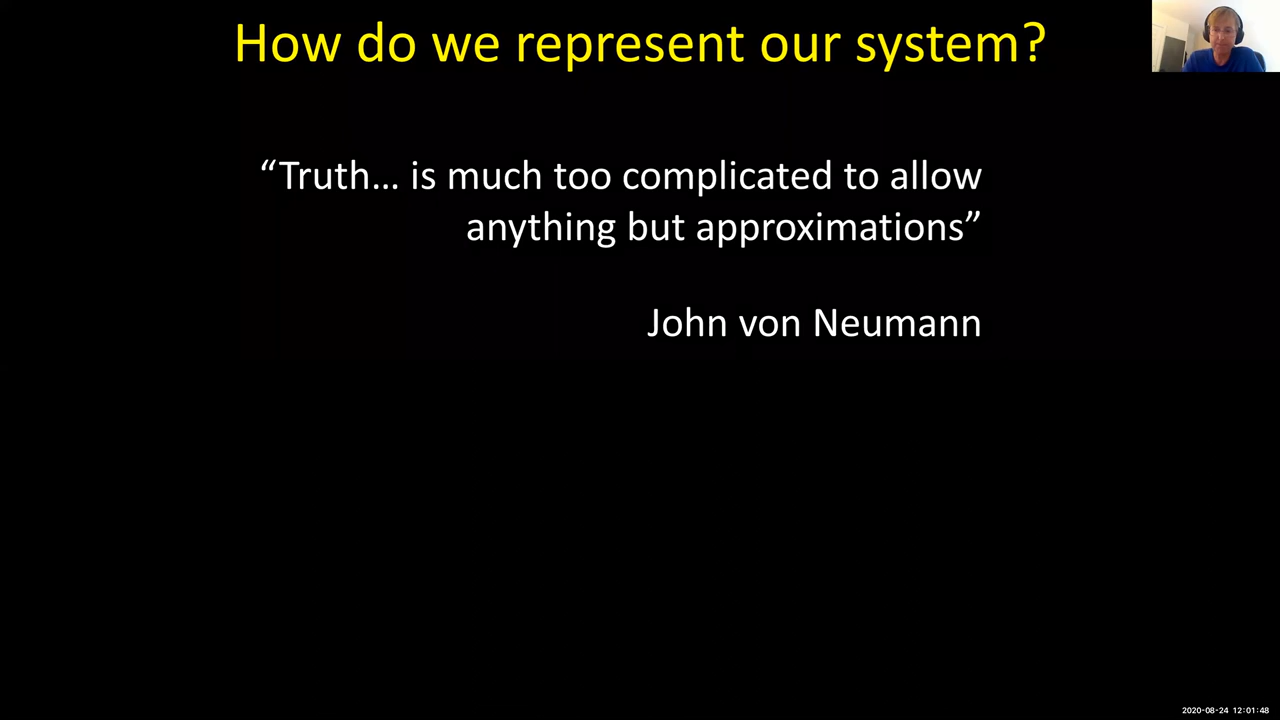 How do we represent our system?
“Truth... is much too complicated to allow
anything but approximations”
John von Neumann
2020-08-24 12:01:48